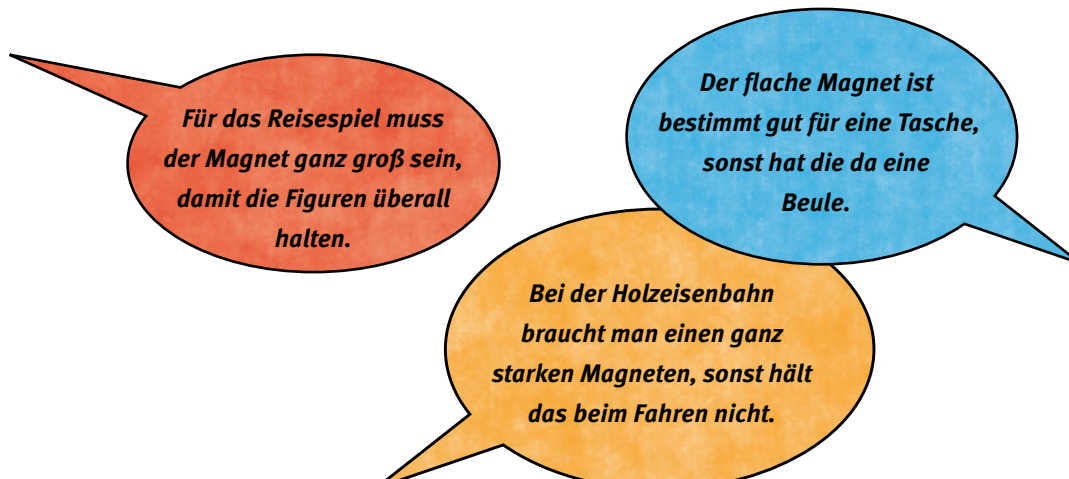 Für das Reisespiel muss
der Magnet ganz groß sein,
damit die Figuren überall
halten.
Der flache Magnet ist
bestimmt gut für eine Tasche,
sonst hat die da eine
Beule.
Bei der Holzeisenbahn
braucht man einen ganz
starken Magneten, sonst hält
das beim Fahren nicht.